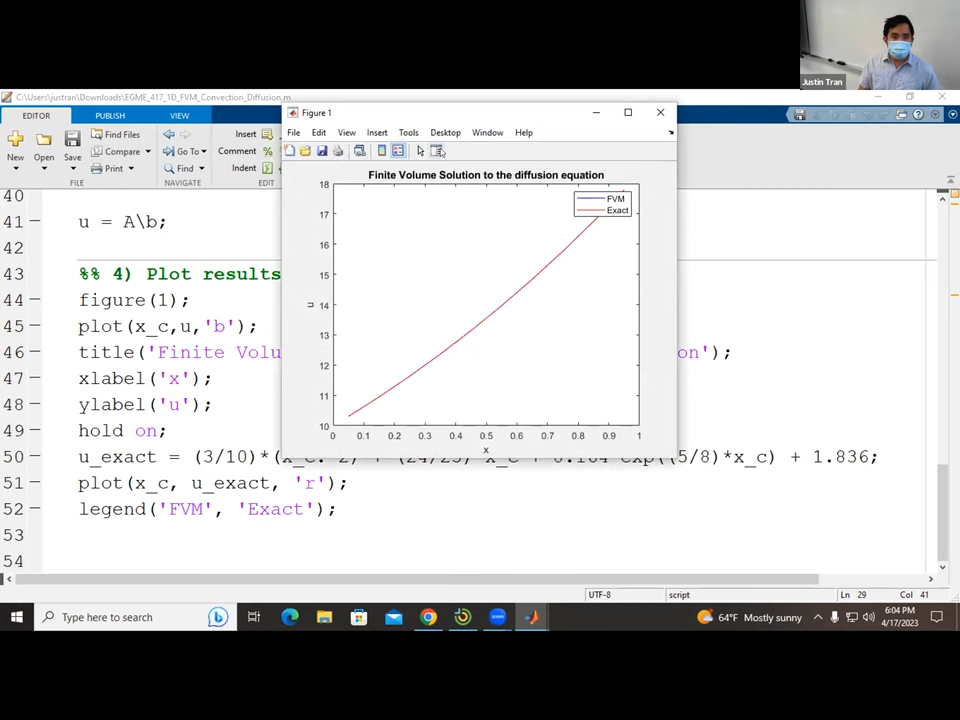 Justin Tran
C:\Users\justran\Downloads\EGME_417_1D_FVM_Convection_Diffusion.m
EDITOR
PUBLISH
VIEW
New
Open
Save
Find Files
Compare
Print
Go To
Find
Insert
Comment
Indent
FILE
NAVIGATE
EDIT
Figure 1
File Edit View Insert Tools Desktop Window Help
Finite Volume Solution to the diffusion equation
FVM
Exact
18
17
16
15
14
13
12
11
10
0 0.1 0.2 0.3 0.4 0.5 0.6 0.7 0.8 0.9 1
x
u
40
41 u = A\b;
42
43 %% 4) Plot results
44 figure(1);
45 plot(x_c,u,'b');
46 title('Finite Volu on');
47 xlabel('x');
48 ylabel('u');
49 hold on;
50 u_exact = (3/10)*(x_c.^2) + (24/25)*x_c + 8.164*exp((5/8)*x_c) + 1.836;
51 plot(x_c, u_exact, 'r');
52 legend('FVM', 'Exact');
53
54
UTF-8
script
Ln 29
Col 41
Type here to search
64°F Mostly sunny
6:04 PM
4/17/2023